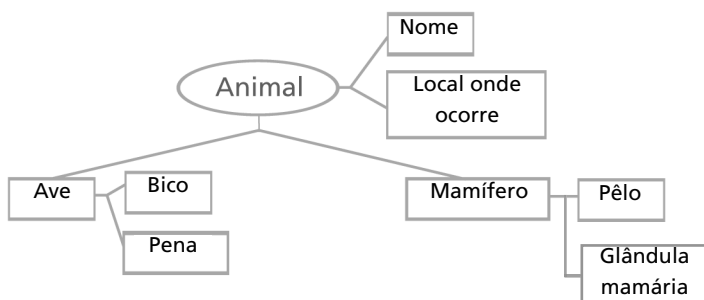 Nome
Animal
Local onde
ocorre
Ave
Bico
Pena
Mamífero
Pêlo
Glândula
mamária